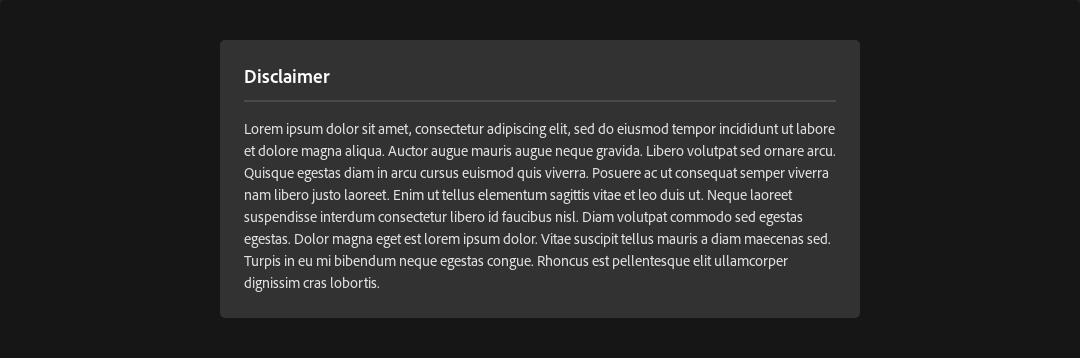 Disclaimer
Lorem ipsum dolor sit amet, consectetur adipiscing elit, sed do eiusmod tempor incididunt ut labore
et dolore magna aliqua. Auctor augue mauris augue neque gravida. Libero volutpat sed ornare arcu.
Quisque egestas diam in arcu cursus euismod quis viverra. Posuere ac ut consequat semper viverra
nam libero justo laoreet. Enim ut tellus elementum sagittis vitae et leo duis ut. Neque laoreet
suspendisse interdum consectetur libero id faucibus nisl. Diam volutpat commodo sed egestas
egestas. Dolor magna eget est lorem ipsum dolor. Vitae suscipit tellus mauris a diam maecenas sed.
Turpis in eu mi bibendum neque egestas congue. Rhoncus est pellentesque elit ullamcorper
dignissim cras lobortis.